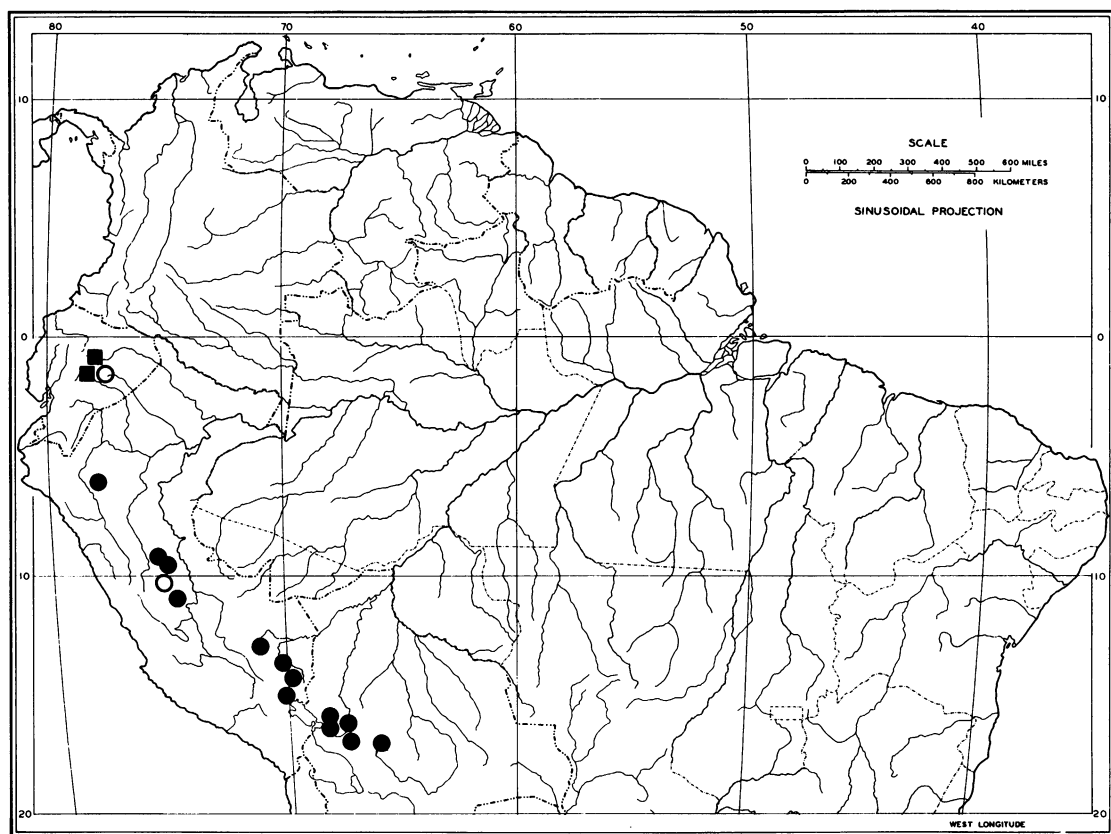 80 70 60 50 40
10 10
SCALE
0 100 200 300 400 500 600 MILES
0 200 400 600 800 KILOMETERS
SINUSOIDAL PROJECTION
0 0
10 10
20 20
WEST LONGITUDE